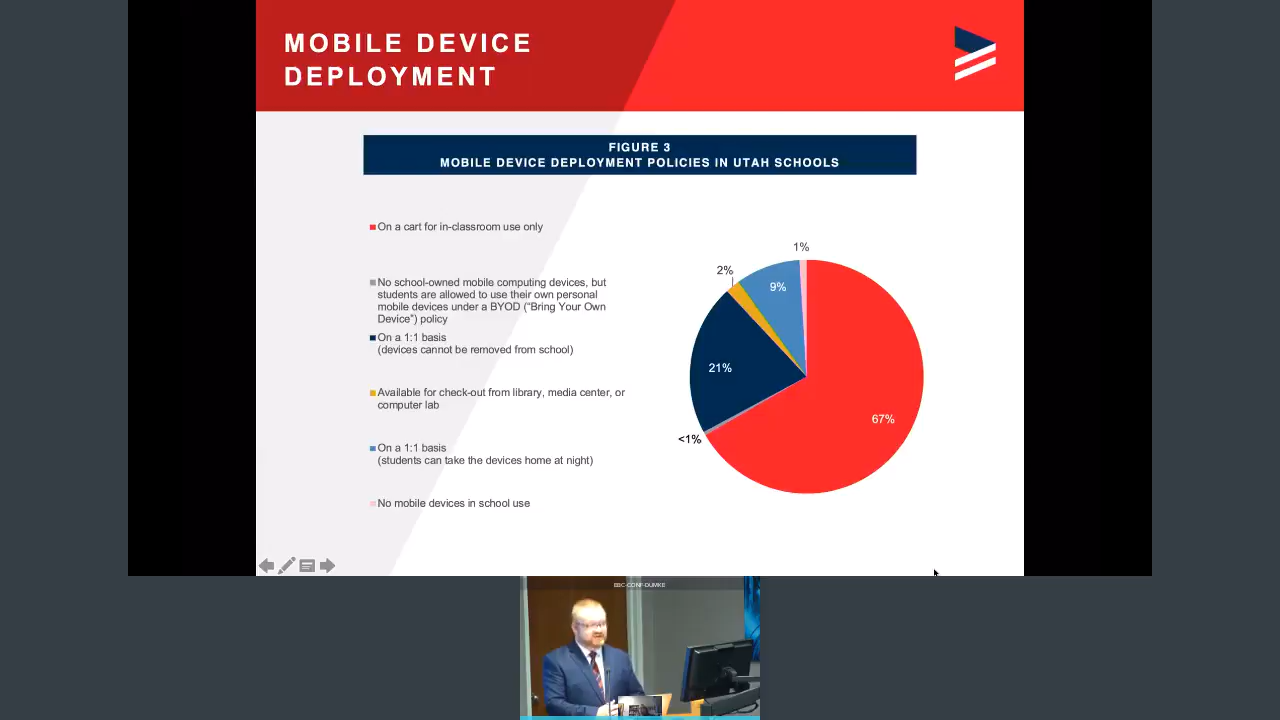 MOBILE DEVICE
DEPLOYMENT
FIGURE 3
MOBILE DEVICE DEPLOYMENT POLICIES IN UTAH SCHOOLS
On a cart for in-classroom use only
No school-owned mobile computing devices, but
students are allowed to use their own personal
mobile devices under a BYOD (“Bring Your Own
Device”) policy
On a 1:1 basis
(devices cannot be removed from school)
Available for check-out from library, media center, or
computer lab
On a 1:1 basis
(students can take the devices home at night)
No mobile devices in school use
1%
2%
9%
21%
67%
<1%
EBC-CONF-DUMKE